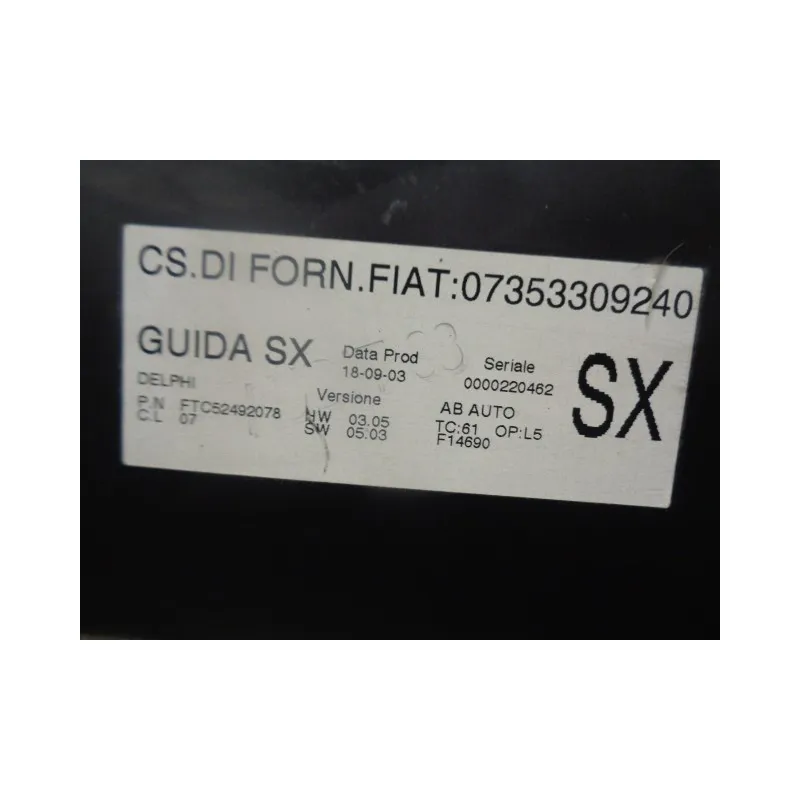 CS.DI FORN.FIAT:07353309240
GUIDA SX
Data Prod
18-09-03
Seriale
0000220462
SX
DELPHI
P.N FTC52492078
C.L 07
Versione
HW 03.05
SW 05.03
AB AUTO
TC:61 OP:L5
F14690